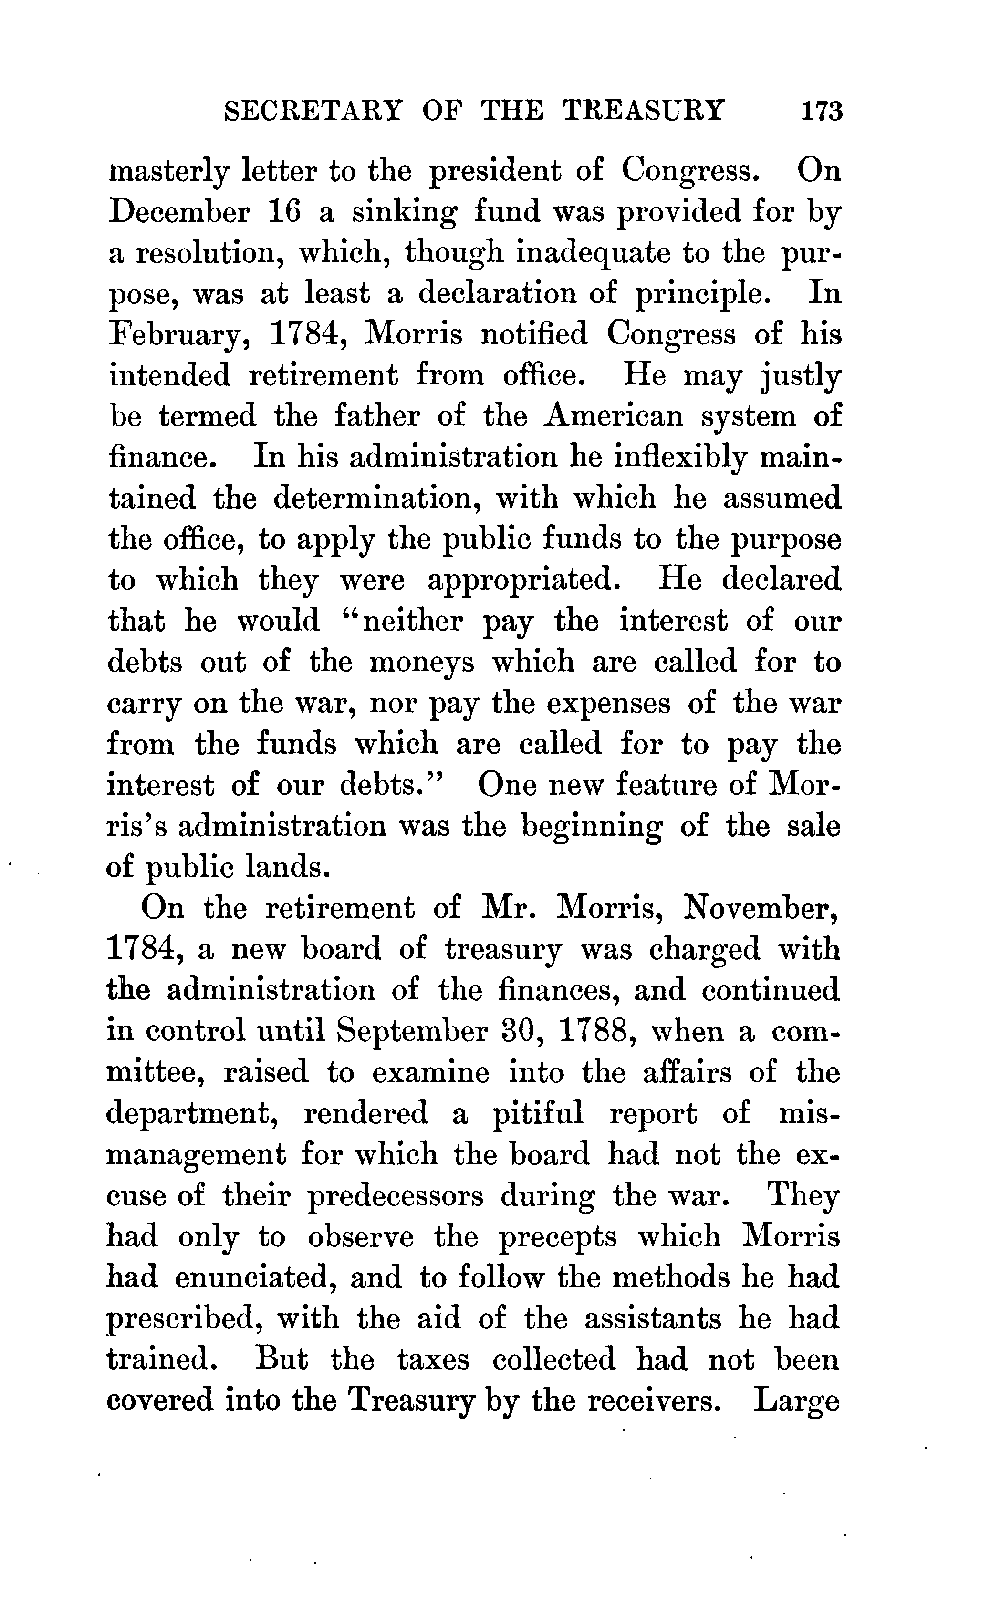 SECRETARY OF THE TREASURY 173
masterly letter to the president of Congress. On
December 16 a sinking fund was provided for by
a resolution, which, though inadequate to the pur-
pose, was at least a declaration of principle. In
February, 1784, Morris notified Congress of his
intended retirement from office. He may justly
be termed the father of the American system of
finance. In his administration he inflexibly main-
tained the determination, with which he assumed
the office, to apply the public funds to the purpose
to which they were appropriated. He declared
that he would “neither pay the interest of our
debts out of the moneys which are called for to
carry on the war, nor pay the expenses of the war
from the funds which are called for to pay the
interest of our debts.” One new feature of Mor-
ris’s administration was the beginning of the sale
of public lands.
On the retirement of Mr. Morris, November,
1784, a new board of treasury was charged with
the administration of the finances, and continued
in control until September 30, 1788, when a com-
mittee, raised to examine into the affairs of the
department, rendered a pitiful report of mis-
management for which the board had not the ex-
cuse of their predecessors during the war. They
had only to observe the precepts which Morris
had enunciated, and to follow the methods he had
prescribed, with the aid of the assistants he had
trained. But the taxes collected had not been
covered into the Treasury by the receivers. Large